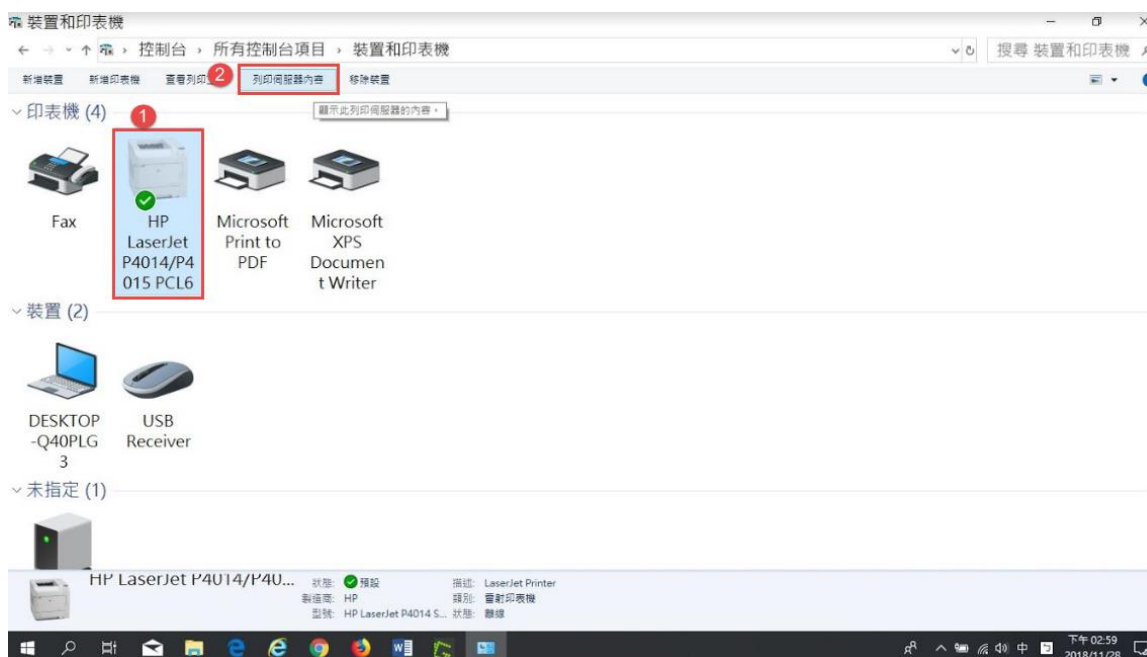 裝置和印表機
控制台 › 所有控制台項目 › 裝置和印表機
搜尋 裝置和印表機
新增裝置 新增印表機 查看列印 2 列印伺服器內容 移除裝置
顯示此列印伺服器的內容。
印表機 (4)
1
Fax
HP
LaserJet
P4014/P4
015 PCL6
Microsoft
Print to
PDF
Microsoft
XPS
Documen
t Writer
裝置 (2)
DESKTOP
-Q40PLG
3
USB
Receiver
未指定 (1)
HP LaserJet P4014/P40...
狀態: 預設
製造商: HP
型號: HP LaserJet P4014 S...
描述: LaserJet Printer
類別: 雷射印表機
狀態: 離線
中
下午 02:59
2018/11/28